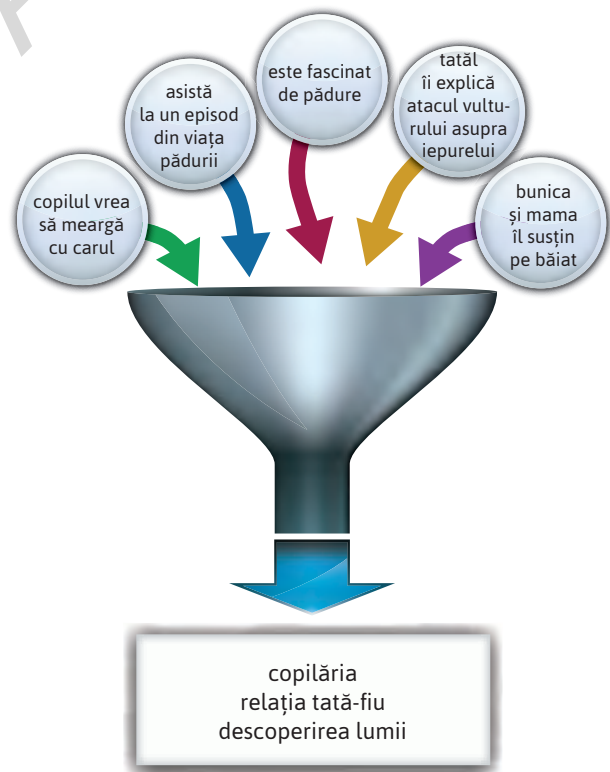 copilul vrea
să meargă
cu carul
asistă
la un episod
din viața
pădurii
este fascinat
de pădure
tatăl
îi explică
atacul vultu-
rului asupra
iepurelui
bunica
și mama
îl susțin
pe băiat
copilăria
relația tată-fiu
descoperirea lumii